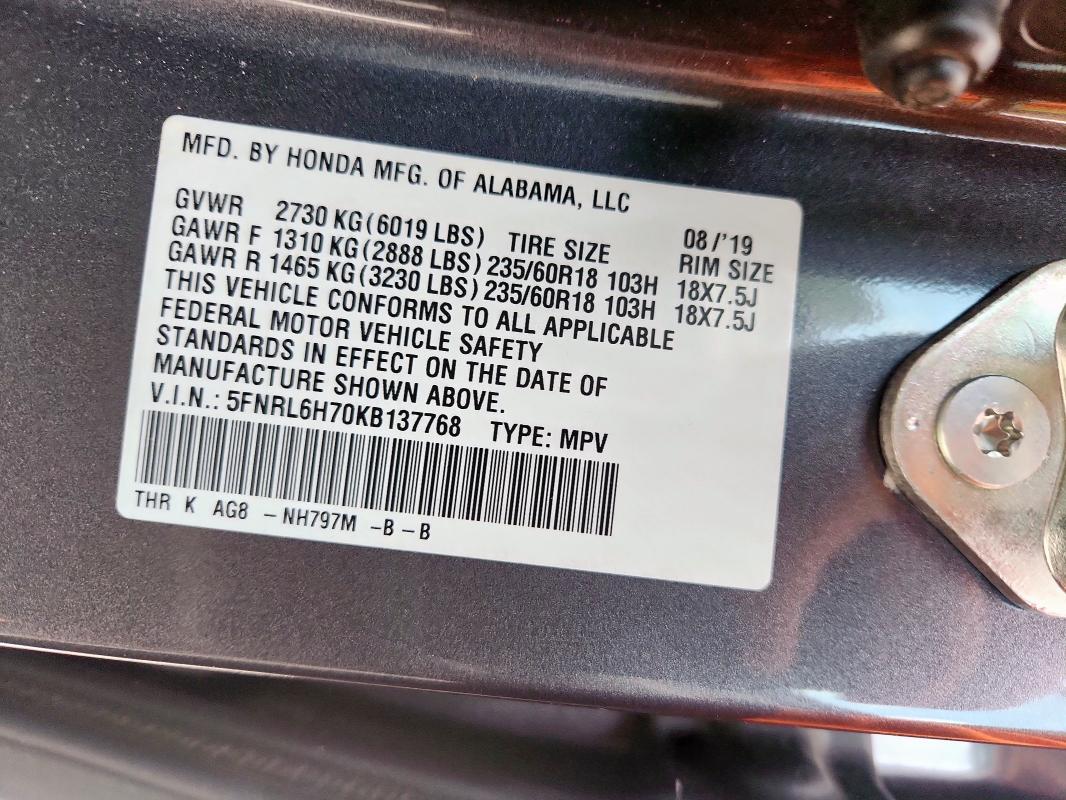 MFD. BY HONDA MFG. OF ALABAMA, LLC
08/'19
GVWR 2730 KG(6019 LBS) TIRE SIZE RIM SIZE
GAWR F 1310 KG(2888 LBS) 235/60R18 103H 18X7.5J
GAWR R 1465 KG(3230 LBS) 235/60R18 103H 18X7.5J
THIS VEHICLE CONFORMS TO ALL APPLICABLE
FEDERAL MOTOR VEHICLE SAFETY
STANDARDS IN EFFECT ON THE DATE OF
MANUFACTURE SHOWN ABOVE.
V.I.N.: 5FNRL6H70KB137768 TYPE: MPV
THR K AG8 -NH797M -B-B